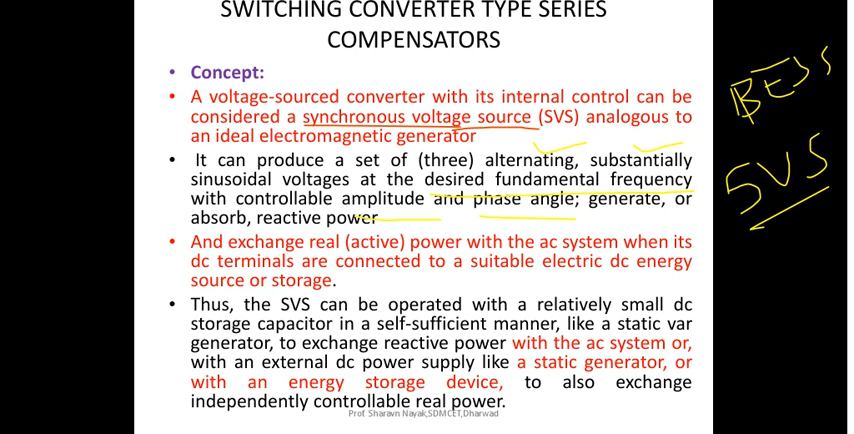 SWITCHING CONVERTER TYPE SERIES
COMPENSATORS
• Concept:
• A voltage-sourced converter with its internal control can be
considered a synchronous voltage source (SVS) analogous to
an ideal electromagnetic generator
• It can produce a set of (three) alternating, substantially
sinusoidal voltages at the desired fundamental frequency
with controllable amplitude and phase angle; generate, or
absorb, reactive power
• And exchange real (active) power with the ac system when its
dc terminals are connected to a suitable electric dc energy
source or storage.
• Thus, the SVS can be operated with a relatively small dc
storage capacitor in a self-sufficient manner, like a static var
generator, to exchange reactive power with the ac system or,
with an external dc power supply like a static generator, or
with an energy storage device, to also exchange
independently controllable real power.
Prof. Sharavn Nayak,SDMCET,Dharwad
BESS
SVS